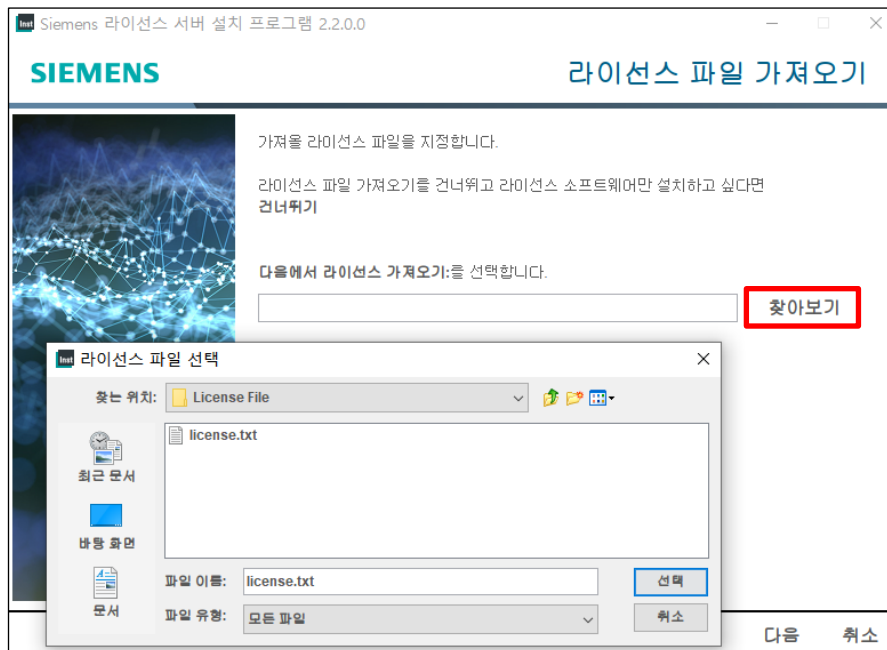 Inst Siemens 라이선스 서버 설치 프로그램 2.2.0.0
SIEMENS
라이선스 파일 가져오기
가져올 라이선스 파일을 지정합니다.
라이선스 파일 가져오기를 건너뛰고 라이선스 소프트웨어만 설치하고 싶다면
건너뛰기
다음에서 라이선스 가져오기:를 선택합니다.
찾아보기
Inst 라이선스 파일 선택
찾는 위치: License File
license.txt
최근 문서
바탕 화면
문서
파일 이름: license.txt 선택
파일 유형: 모든 파일 취소
다음 취소